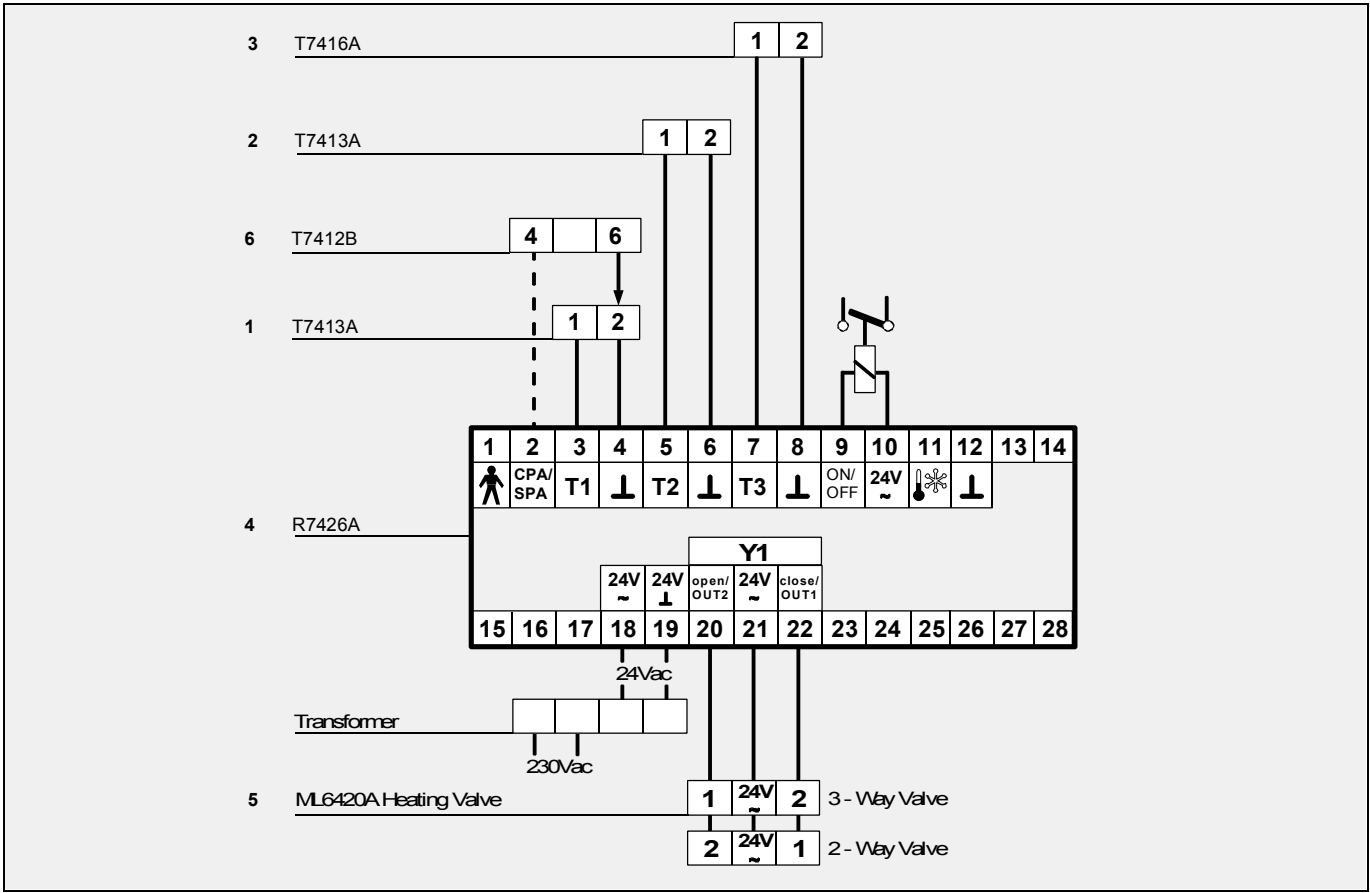 3 T7416A 1 2
2 T7413A 1 2
6 T7412B 4 6
1 T7413A 1 2
1 2 3 4 5 6 7 8 9 10 11 12 13 14
CPA/ SPA T1 T2 T3 ON/ OFF 24V ~
4 R7426A
Y1
24V ~ 24V open/ OUT2 24V ~ close/ OUT1
15 16 17 18 19 20 21 22 23 24 25 26 27 28
24Vac
Transformer
230Vac
5 ML6420A Heating Valve 1 24V ~ 2 3 - Way Valve
2 24V ~ 1 2 - Way Valve